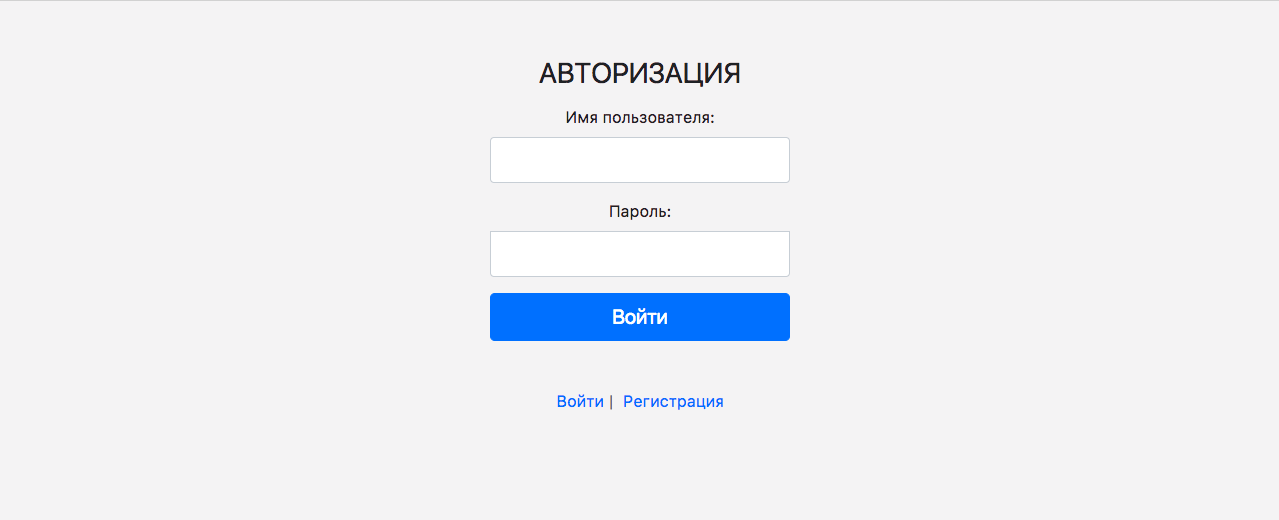 АВТОРИЗАЦИЯ
Имя пользователя:
Пароль:
Войти
Войти | Регистрация